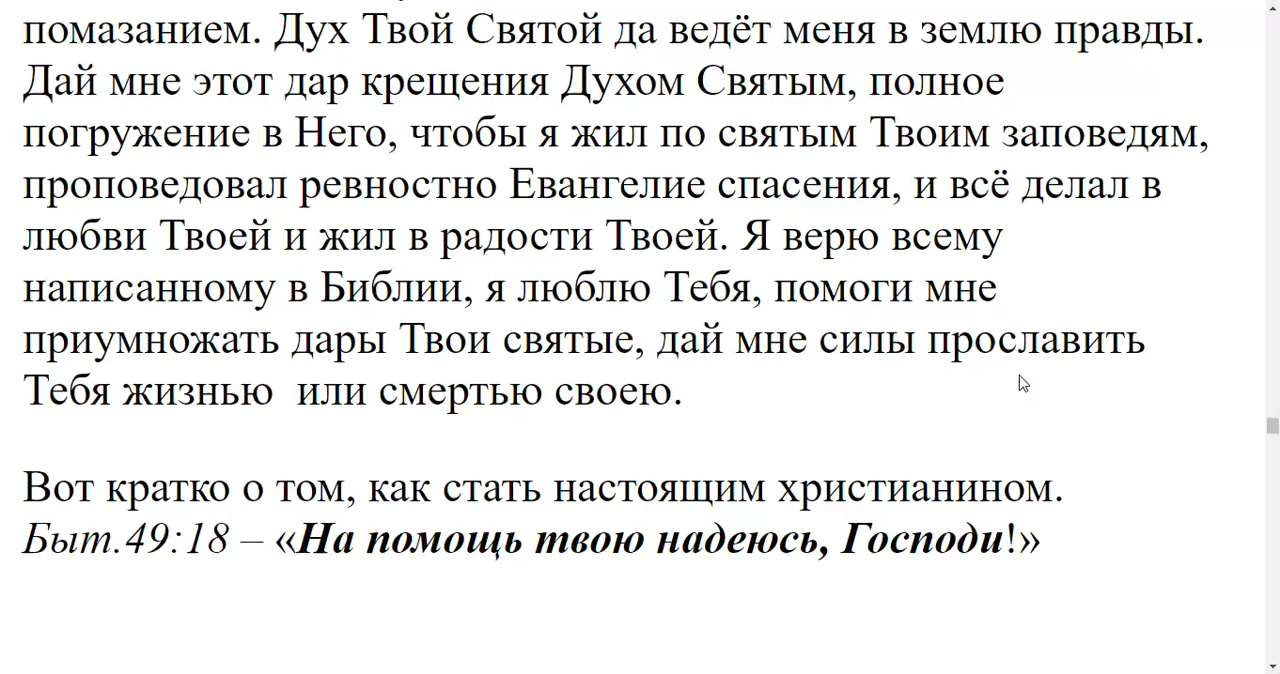 помазанием. Дух Твой Святой да ведёт меня в землю правды.
Дай мне этот дар крещения Духом Святым, полное
погружение в Него, чтобы я жил по святым Твоим заповедям,
проповедовал ревностно Евангелие спасения, и всё делал в
любви Твоей и жил в радости Твоей. Я верю всему
написанному в Библии, я люблю Тебя, помоги мне
приумножать дары Твои святые, дай мне силы прославить
Тебя жизнью  или смертью своею.
Вот кратко о том, как стать настоящим христианином.
Быт.49:18 – «На помощь твою надеюсь, Господи!»